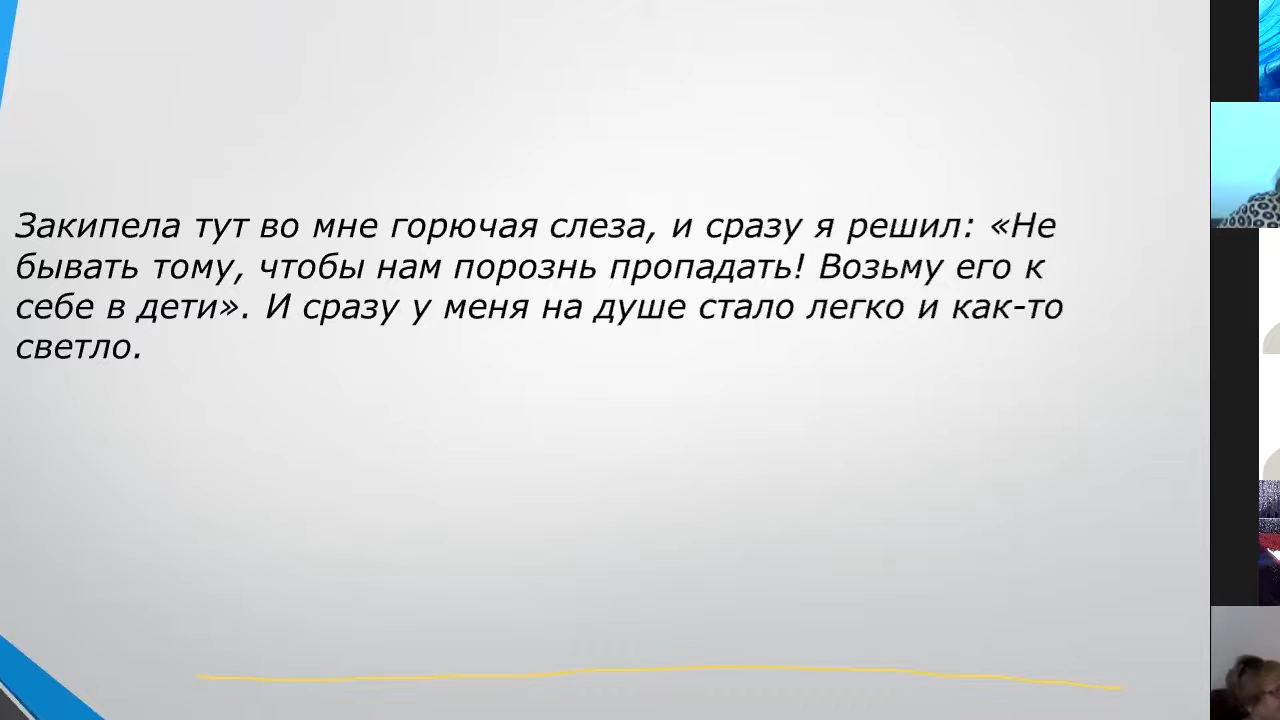 Закипела тут во мне горючая слеза, и сразу я решил: «Не
бывать тому, чтобы нам порознь пропадать! Возьму его к
себе в дети». И сразу у меня на душе стало легко и как-то
светло.